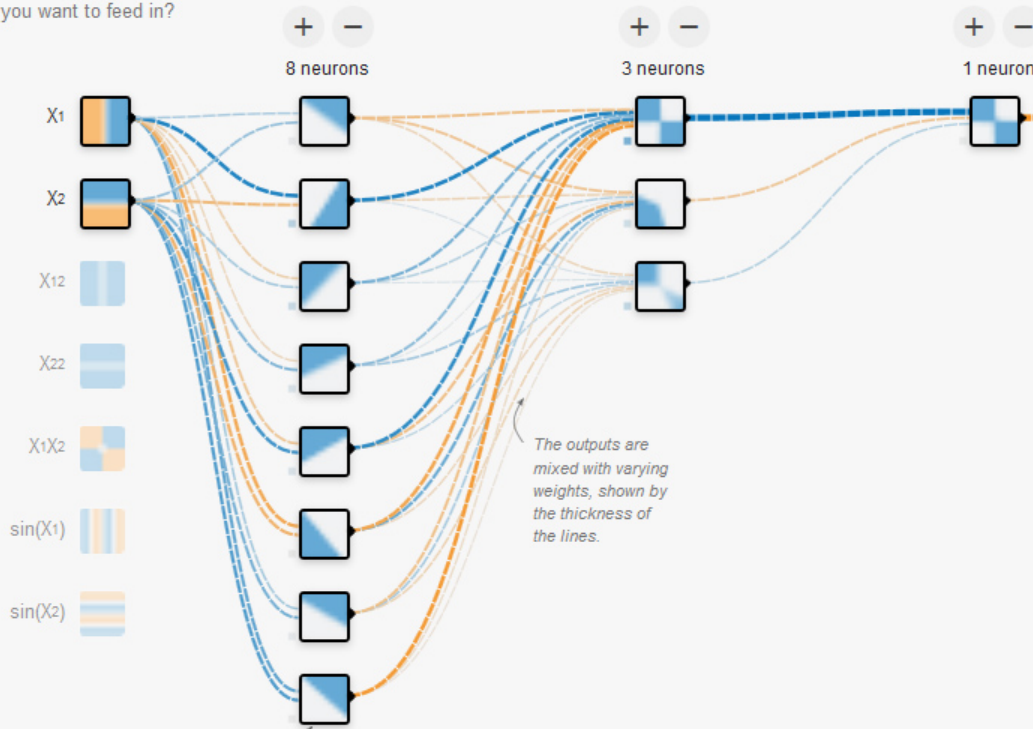 you want to feed in?
+ −
+ −
+ −
8 neurons
3 neurons
1 neuron
X1
X2
X12
X22
X1X2
sin(X1)
sin(X2)
The outputs are
mixed with varying
weights, shown by
the thickness of
the lines.